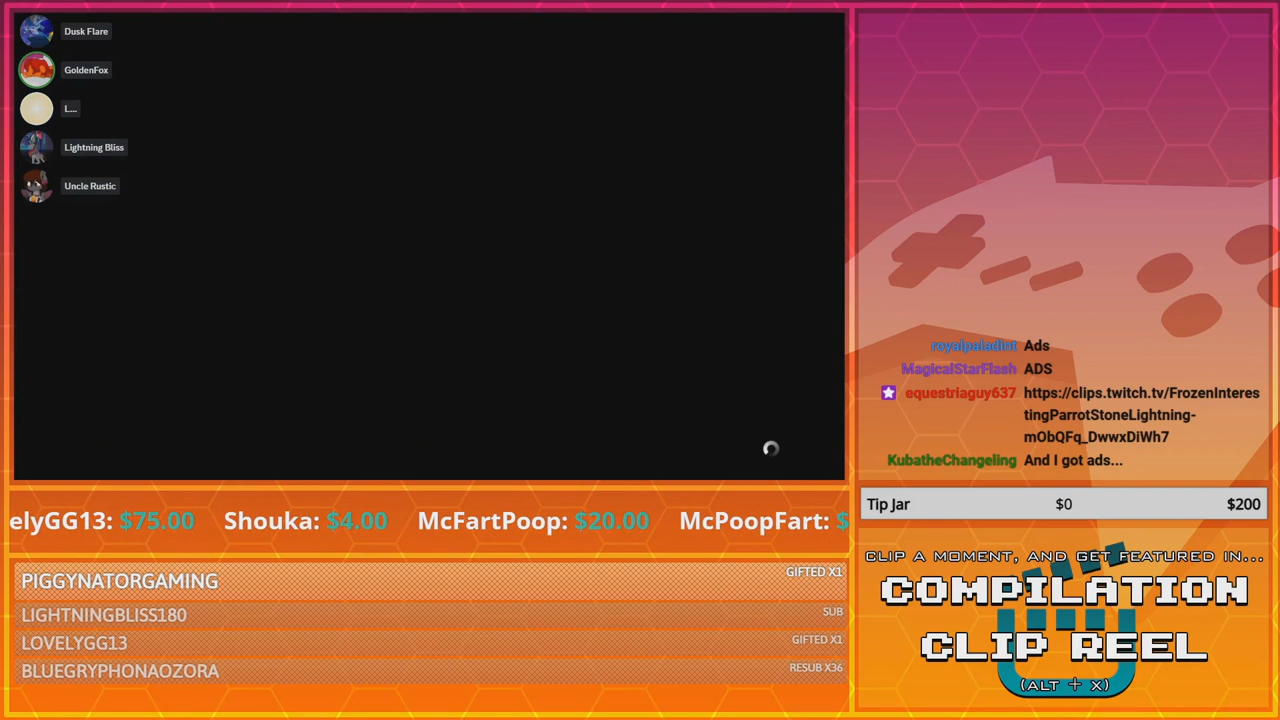 Dusk Flare
GoldenFox
L...
Lightning Bliss
Uncle Rustic
royalpaladint Ads
MagicalStarFlash ADS
equestriaguy637 https://clips.twitch.tv/FrozenInteres
tingParrotStoneLightning-
mObQFq_DwwxDiWh7
KubatheChangeling And I got ads...
Tip Jar $0 $200
elyGG13: $75.00 Shouka: $4.00 McFartPoop: $20.00 McPoopFart: $
PIGGYNATORGAMING GIFTED X1
LIGHTNINGBLISS180 SUB
LOVELYGG13 GIFTED X1
BLUEGRYPHONAOZORA RESUB X36
CLIP A MOMENT, AND GET FEATURED IN...
COMPILATION
CLIP REEL
(ALT + X)